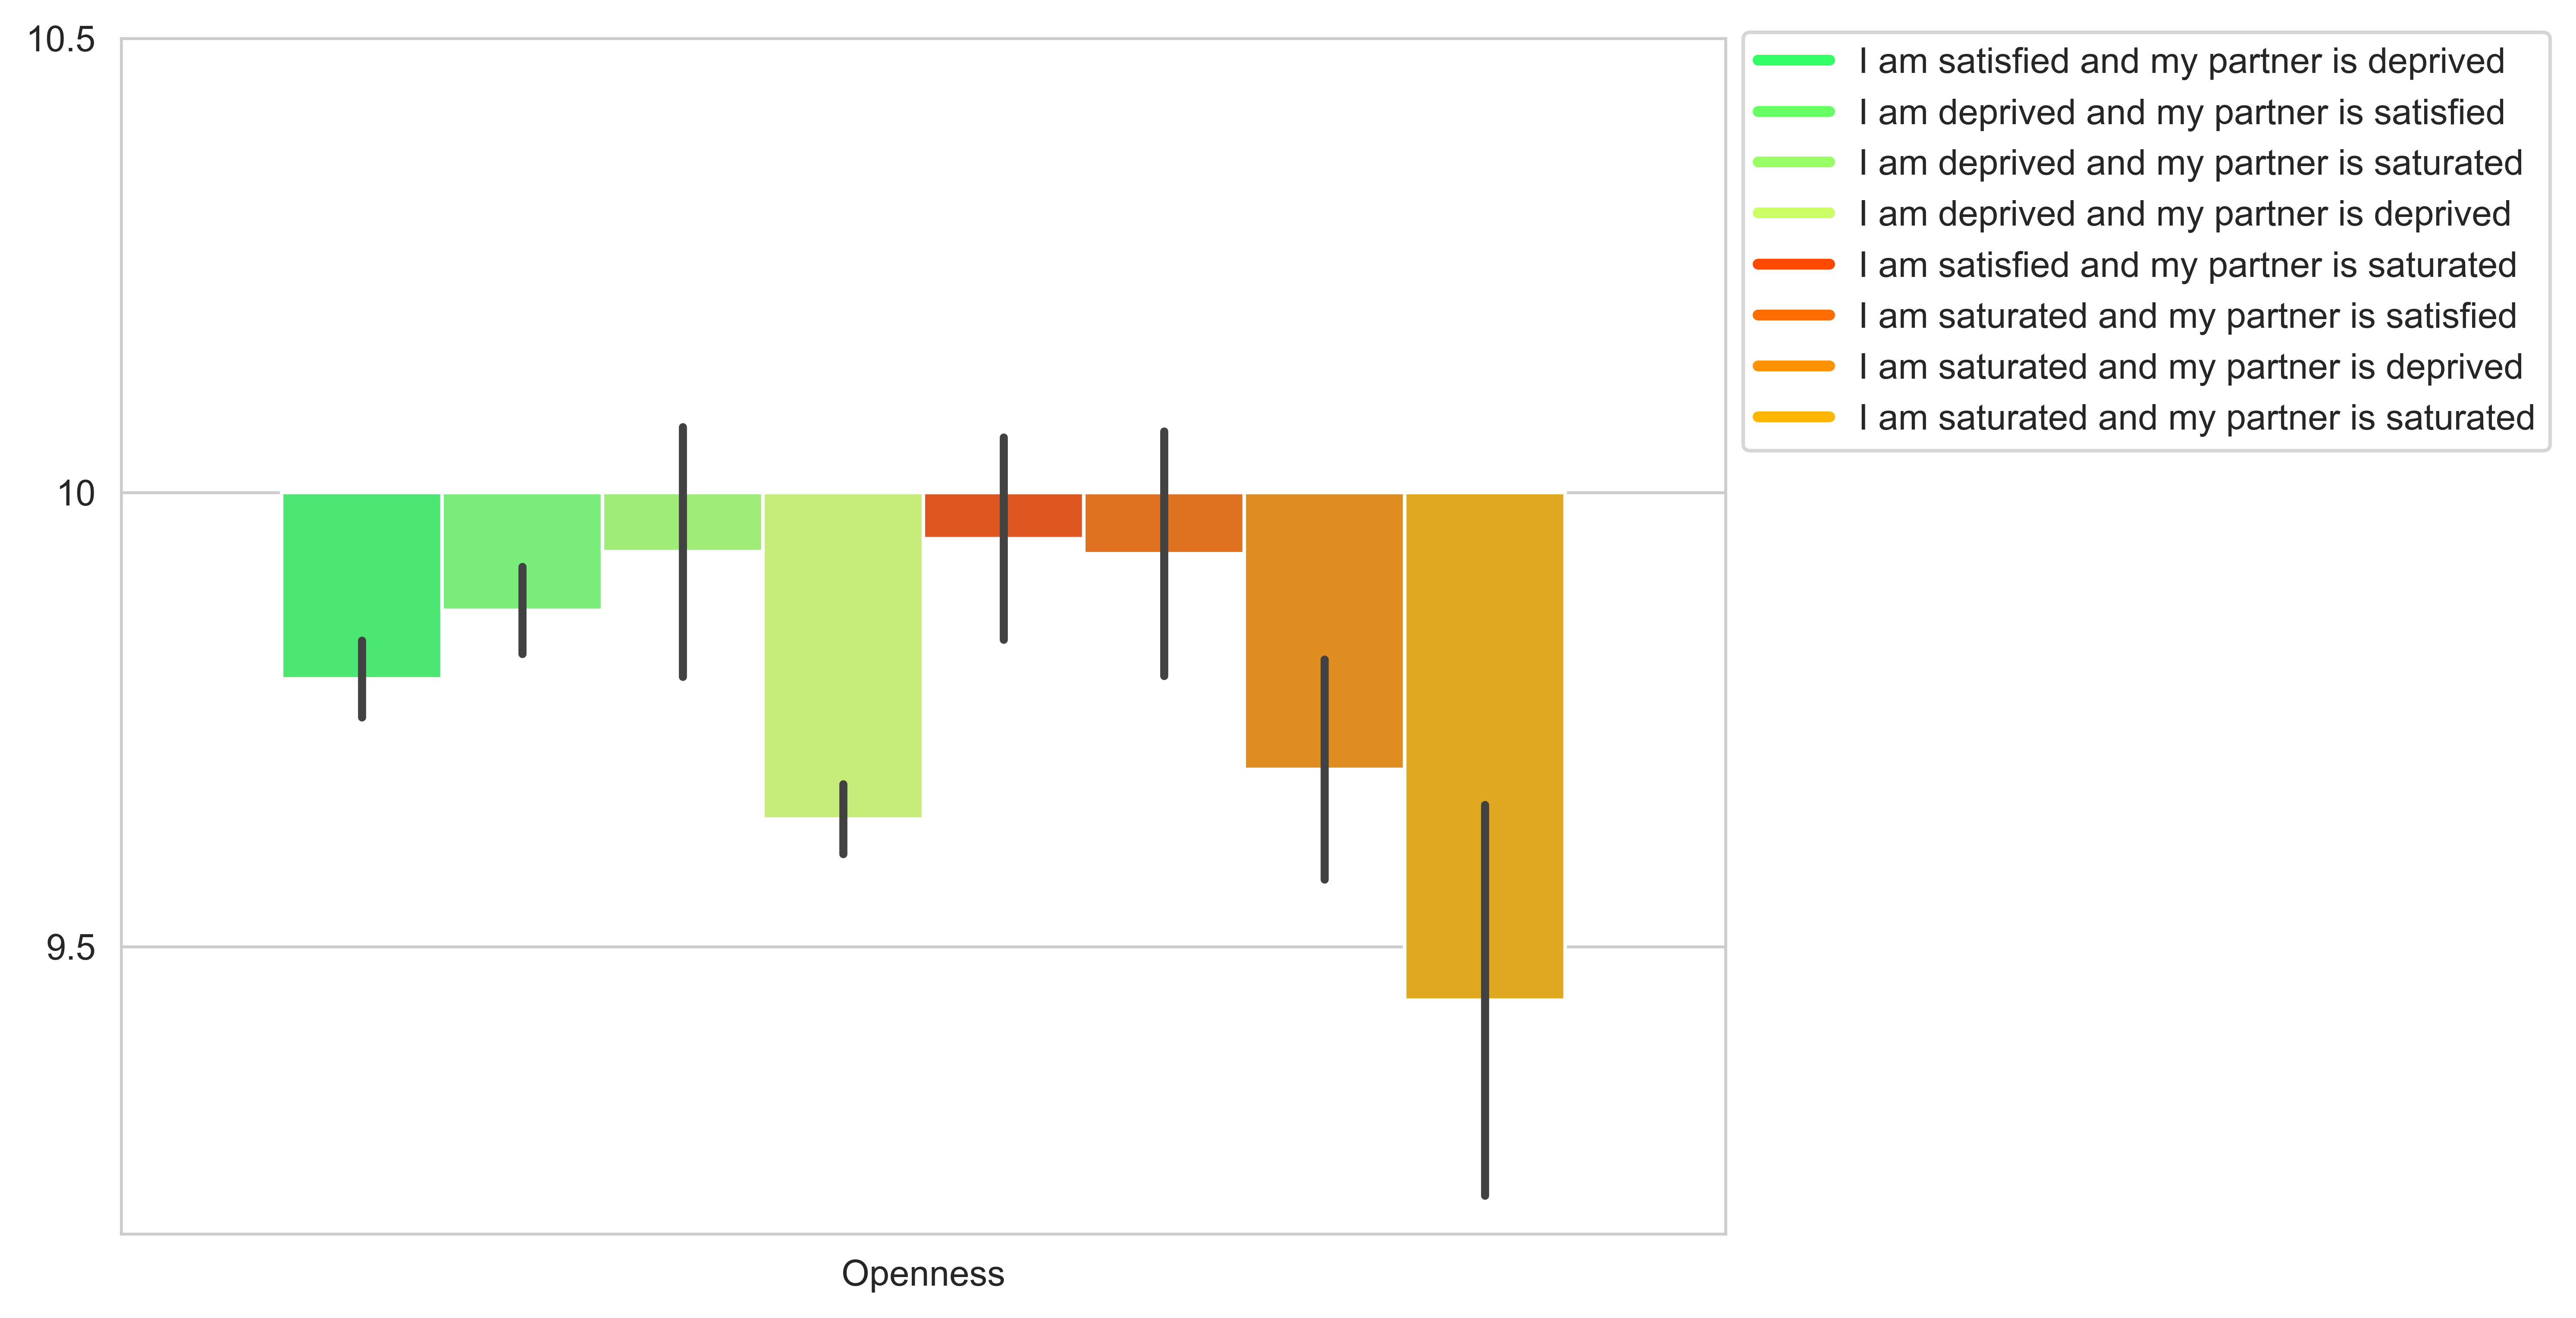 10.5
10
9.5
Openness
I am satisfied and my partner is deprived
I am deprived and my partner is satisfied
I am deprived and my partner is saturated
I am deprived and my partner is deprived
I am satisfied and my partner is saturated
I am saturated and my partner is satisfied
I am saturated and my partner is deprived
I am saturated and my partner is saturated